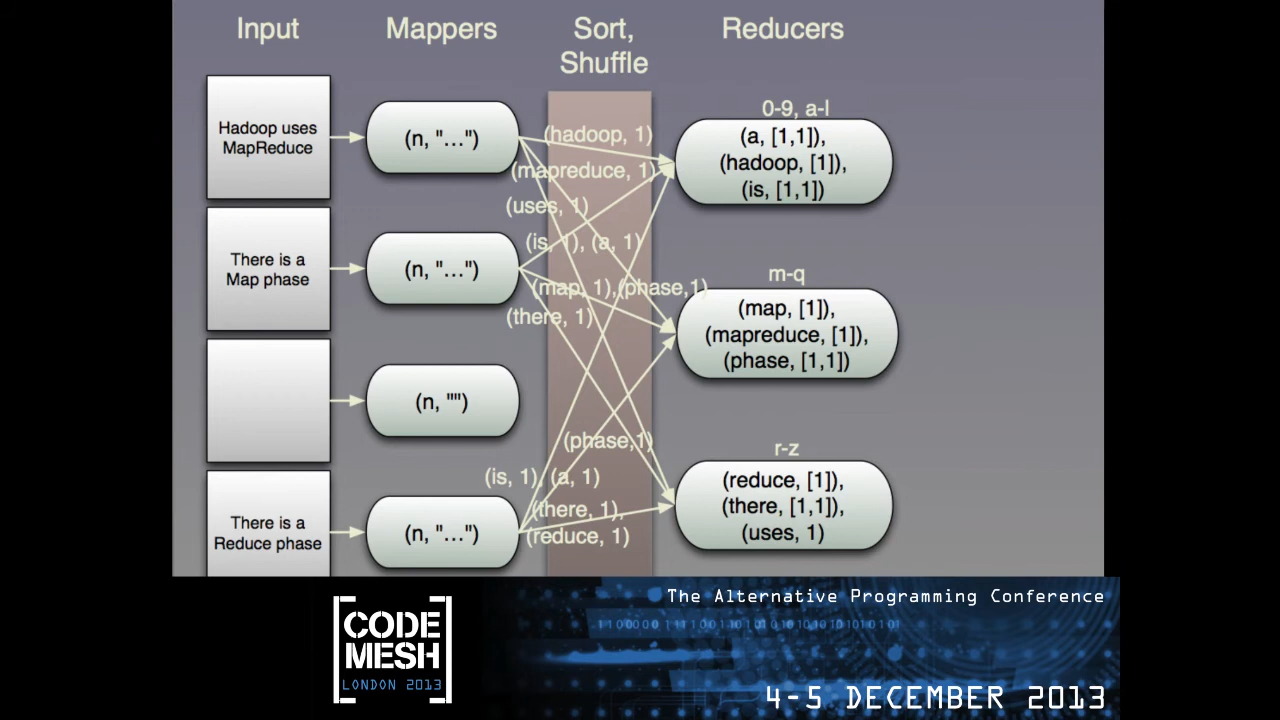 Input
Mappers
Sort,
Shuffle
Reducers
Hadoop uses
MapReduce
(n, "...")
(hadoop, 1)
(mapreduce, 1)
(uses, 1)
0-9, a-l
(a, [1,1]),
(hadoop, [1]),
(is, [1,1])
There is a
Map phase
(n, "...")
(is, 1), (a, 1)
(map, 1),(phase,1)
(there, 1)
m-q
(map, [1]),
(mapreduce, [1]),
(phase, [1,1])
(n, "")
(phase,1)
(is, 1), (a, 1)
(there, 1),
(reduce, 1)
There is a
Reduce phase
(n, "...")
r-z
(reduce, [1]),
(there, [1,1]),
(uses, 1)
CODE
MESH
LONDON 2013
The Alternative Programming Conference
4-5 DECEMBER 2013